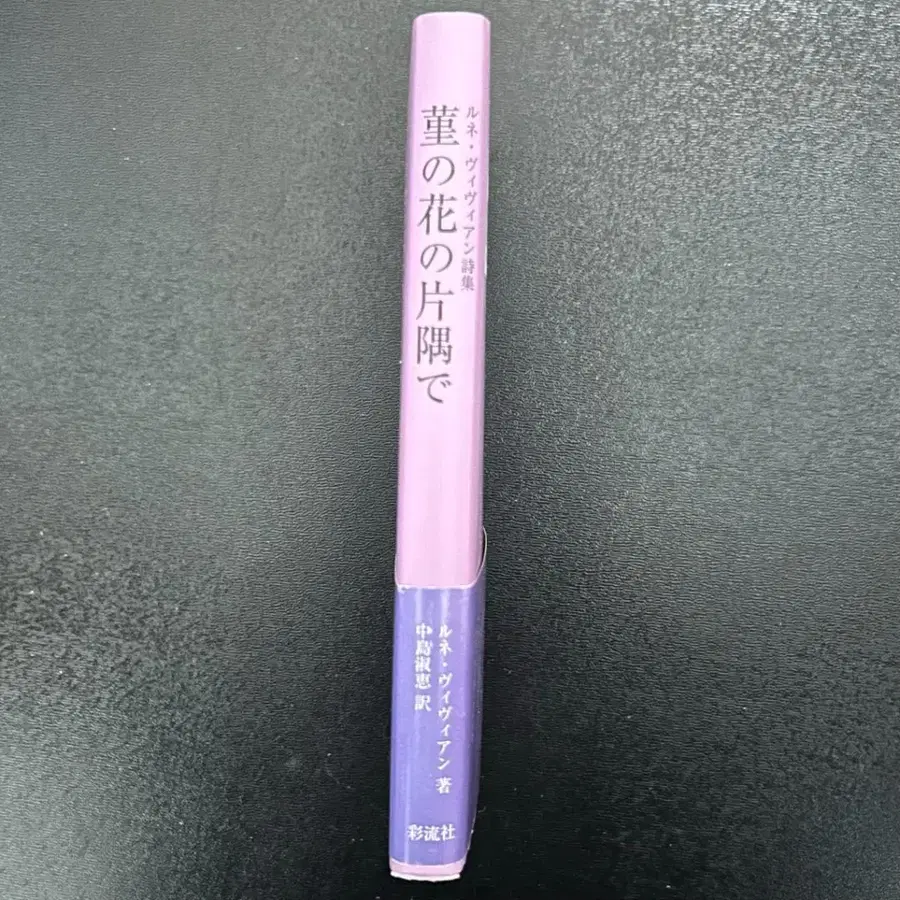 ルネ・ヴィヴィアン詩集
菫の花の片隅で
ルネ・ヴィヴィアン 著
中島淑恵 訳
彩流社